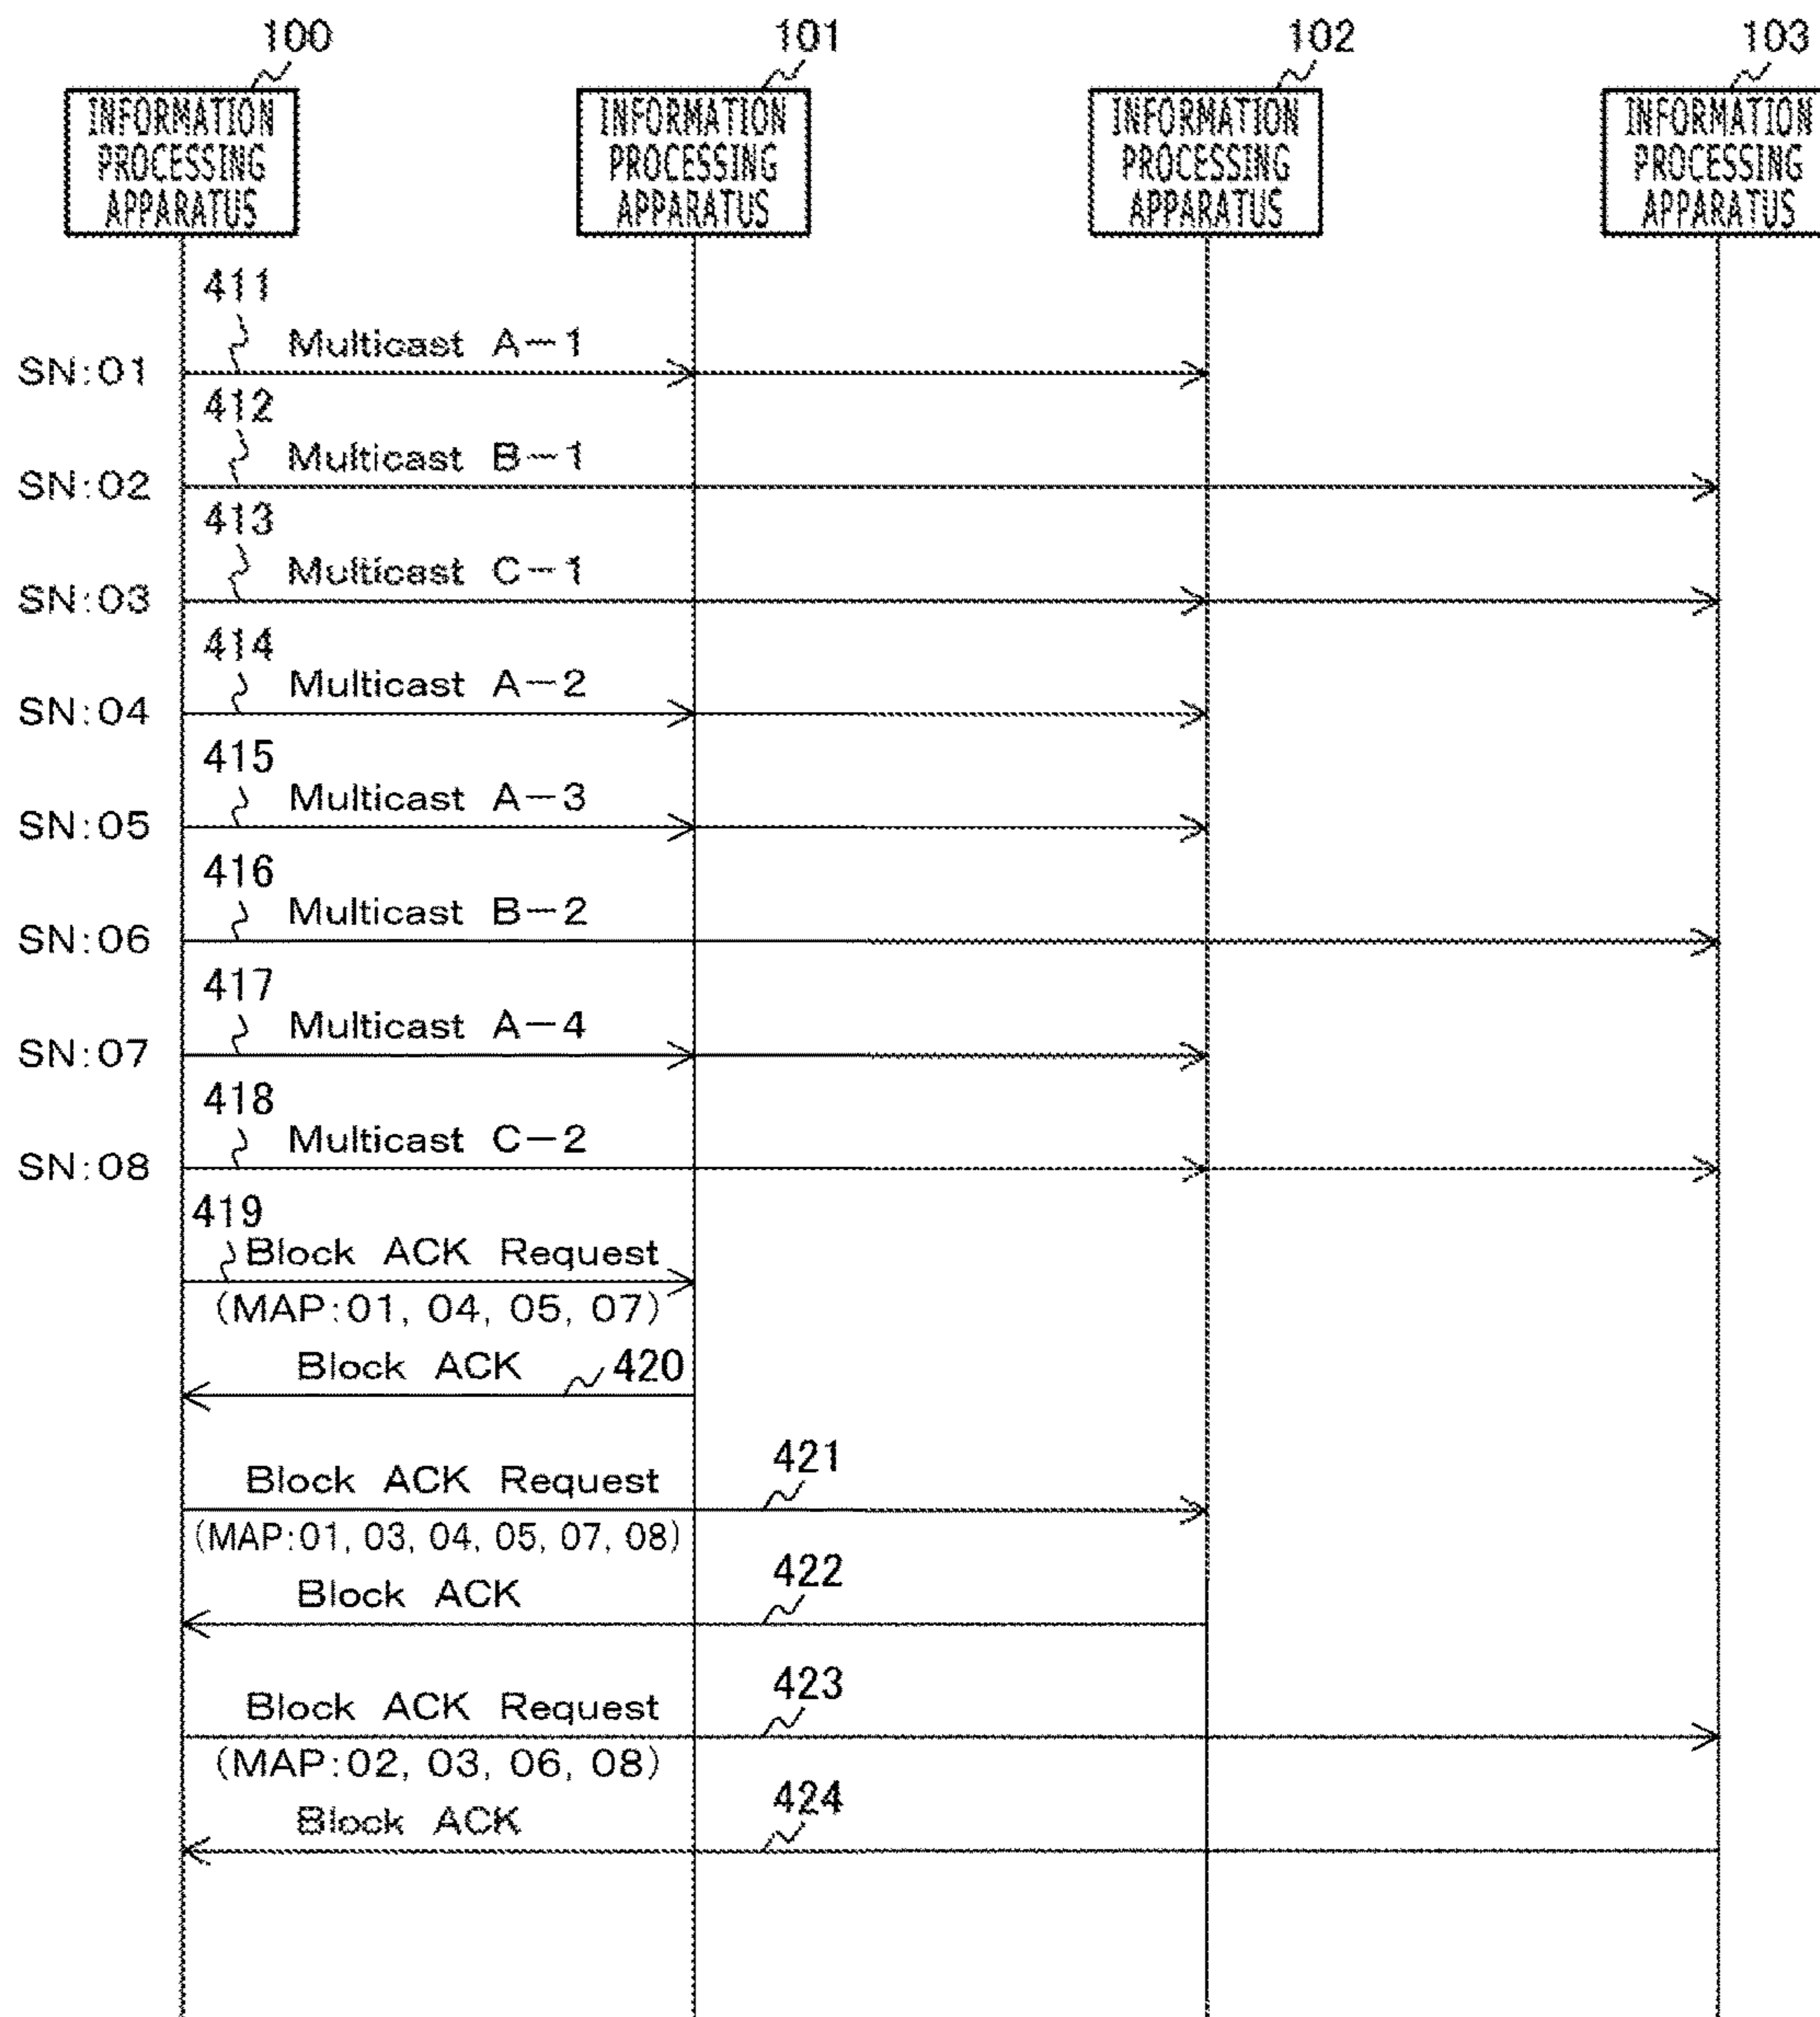 100
101
102
103
INFORMATION
PROCESSING
APPARATUS
INFORMATION
PROCESSING
APPARATUS
INFORMATION
PROCESSING
APPARATUS
INFORMATION
PROCESSING
APPARATUS
411
Multicast A-1
SN:01
412
Multicast B-1
SN:02
413
Multicast C-1
SN:03
414
Multicast A-2
SN:04
415
Multicast A-3
SN:05
416
Multicast B-2
SN:06
417
Multicast A-4
SN:07
418
Multicast C-2
SN:08
419
Block ACK Request
(MAP:01, 04, 05, 07)
Block ACK 420
421
Block ACK Request
(MAP:01, 03, 04, 05, 07, 08)
422
Block ACK
423
Block ACK Request
(MAP:02, 03, 06, 08)
424
Block ACK